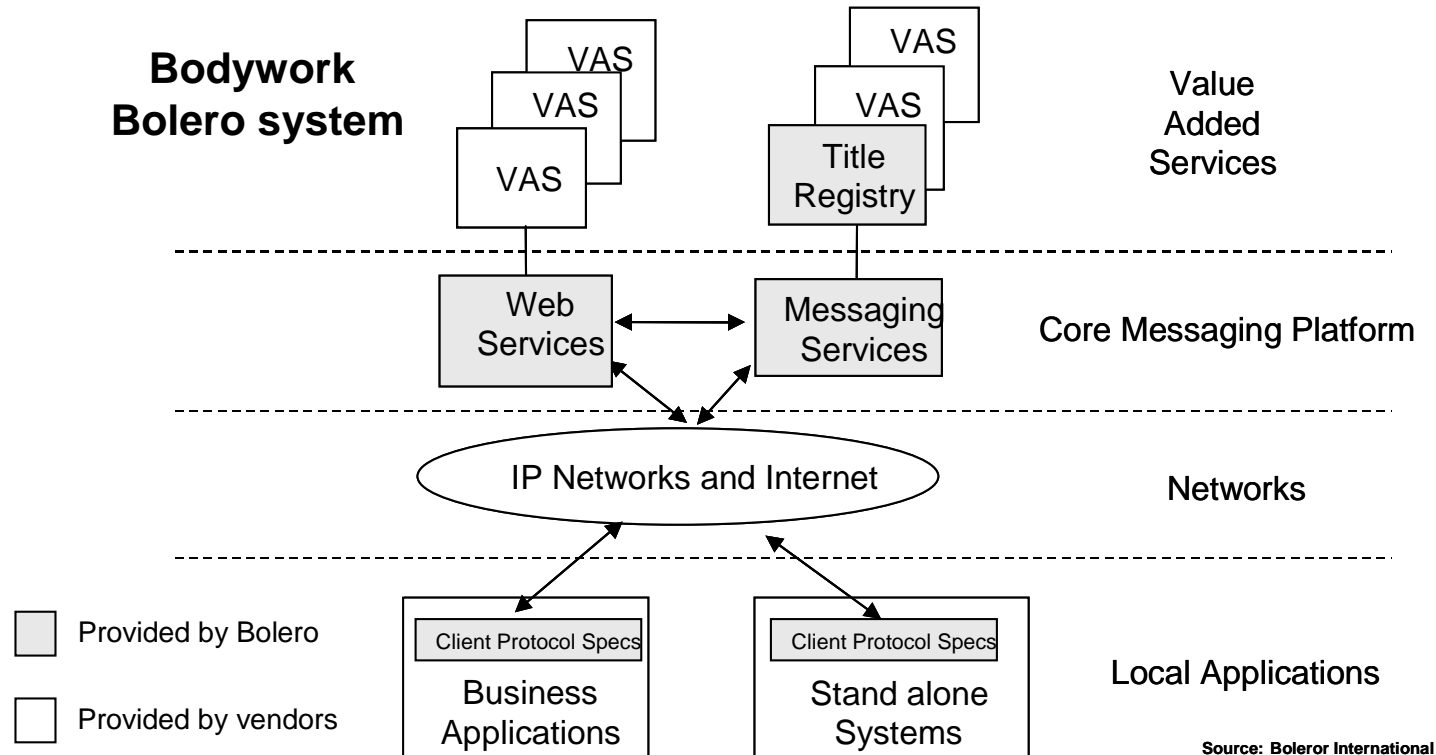 Bodywork
Bolero system
VAS
VAS
VAS
VAS
VAS
Title
Registry
Value
Added
Services
Web
Services
Messaging
Services
Core Messaging Platform
IP Networks and Internet
Networks
Client Protocol Specs
Business
Applications
Client Protocol Specs
Stand alone
Systems
Local Applications
Provided by Bolero
Provided by vendors
Source: Boleror International